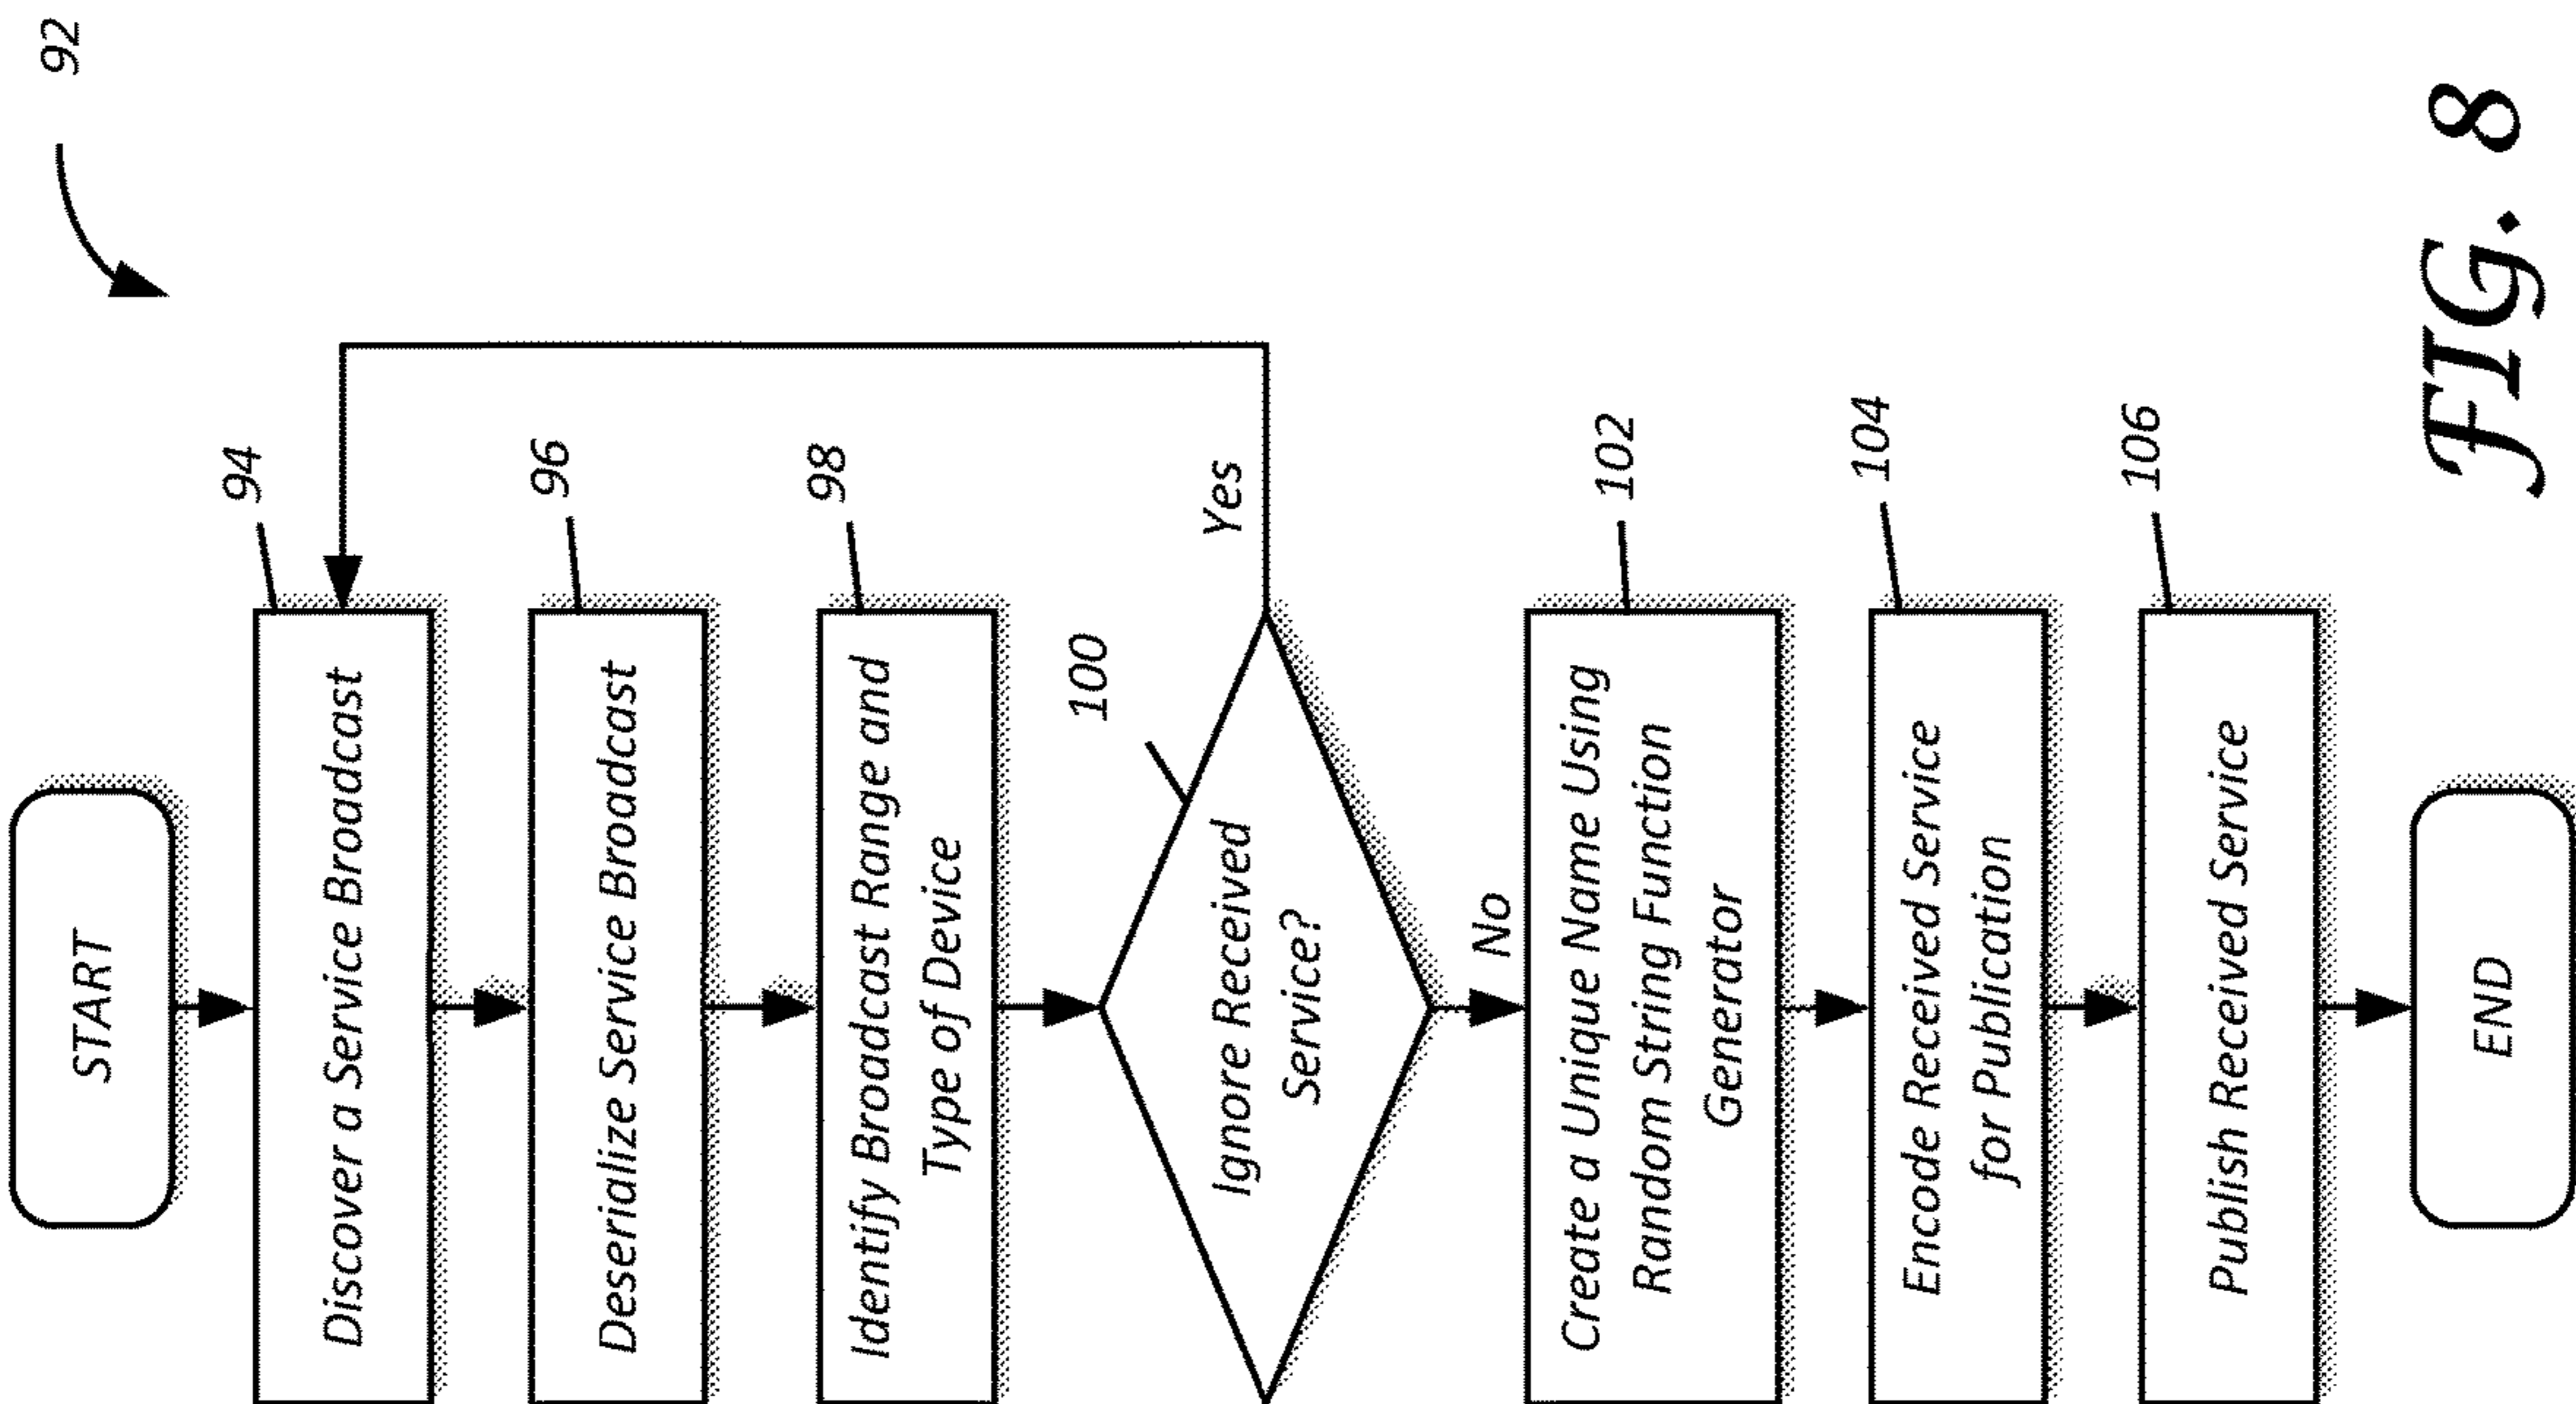 92
START
94
Discover a Service Broadcast
96
Deserialize Service Broadcast
98
Identify Broadcast Range and
Type of Device
100
Ignore Received
Service?
Yes
No
102
Create a Unique Name Using
Random String Function
Generator
104
Encode Received Service
for Publication
106
Publish Received Service
END
FIG. 8